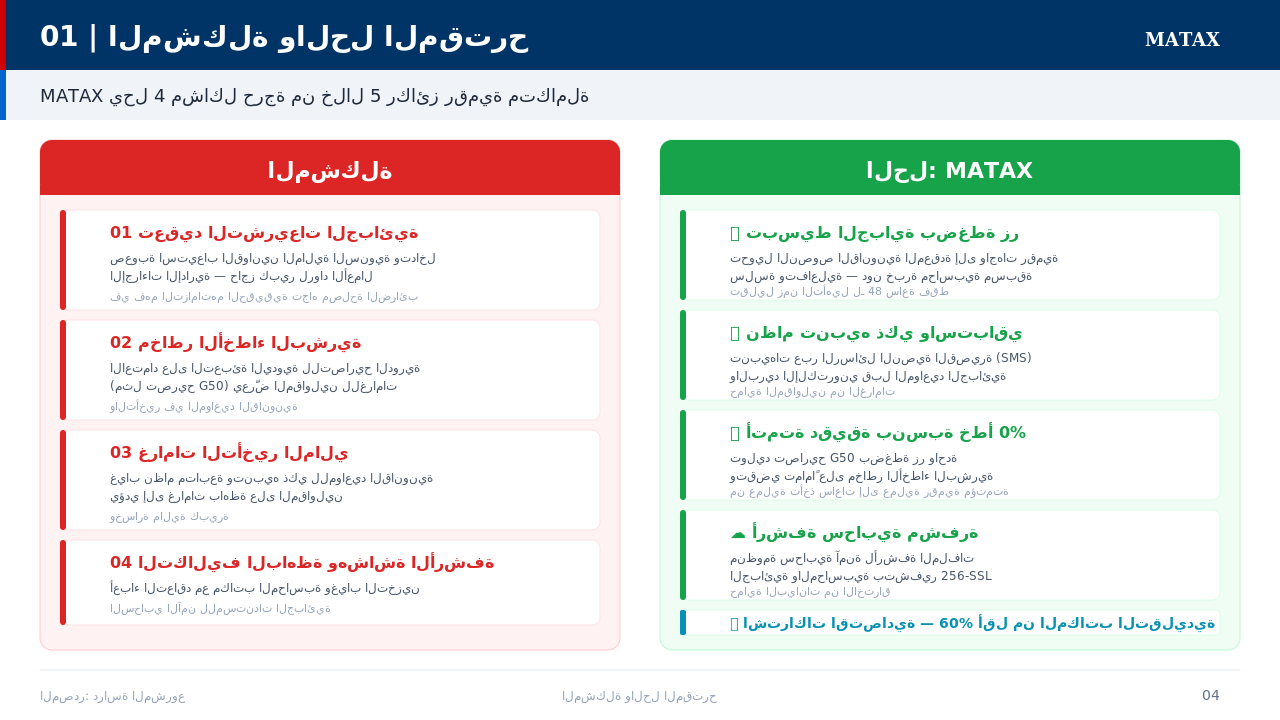 01 | المشكلة والحل المقترح
MATAX
MATAX يحل 4 مشاكل حرجة من خلال 5 ركائز رقمية متكاملة
المشكلة
01 تعقيد التشريعات الجبائية
صعوبة استيعاب القوانين المالية السنوية وتداخل
الإجراءات الإدارية — حاجز كبير لرواد الأعمال
في فهم التزاماتهم الحقيقية تجاه مصلحة الضرائب
02 مخاطر الأخطاء البشرية
الاعتماد على التعبئة اليدوية للتصاريح الدورية
(مثل تصريح G50) يعرّض المقاولين للغرامات
والتأخير في المواعيد القانونية
03 غرامات التأخير المالي
غياب نظام متابعة وتنبيه ذكي للمواعيد القانونية
يؤدي إلى غرامات باهظة على المقاولين
وخسارة مالية كبيرة
04 التكاليف الباهظة وهشاشة الأرشفة
أعباء التعاقد مع مكاتب المحاسبة وغياب التخزين
السحابي الآمن للمستندات الجبائية
الحل: MATAX
تبسيط الجباية بضغطة زر
تحويل النصوص القانونية المعقدة إلى واجهات رقمية
سلسة وتفاعلية — دون خبرة محاسبية مسبقة
تقليل زمن التأهيل لـ 48 ساعة فقط
نظام تنبيه ذكي واستباقي
تنبيهات عبر الرسائل النصية القصيرة (SMS)
والبريد الإلكتروني قبل المواعيد الجبائية
حماية المقاولين من الغرامات
أتمتة دقيقة بنسبة خطأ 0%
توليد تصاريح G50 بضغطة زر واحدة
وتقضي تماماً على مخاطر الأخطاء البشرية
من عملية تأخذ ساعات إلى عملية رقمية مؤتمتة
☁ أرشفة سحابية مشفرة
منظومة سحابية آمنة لأرشفة الملفات
الجبائية والمحاسبية بتشفير 256-SSL
حماية البيانات من الاختراق
اشتراكات اقتصادية — 60% أقل من المكاتب التقليدية
المصدر: دراسة المشروع
المشكلة والحل المقترح
04